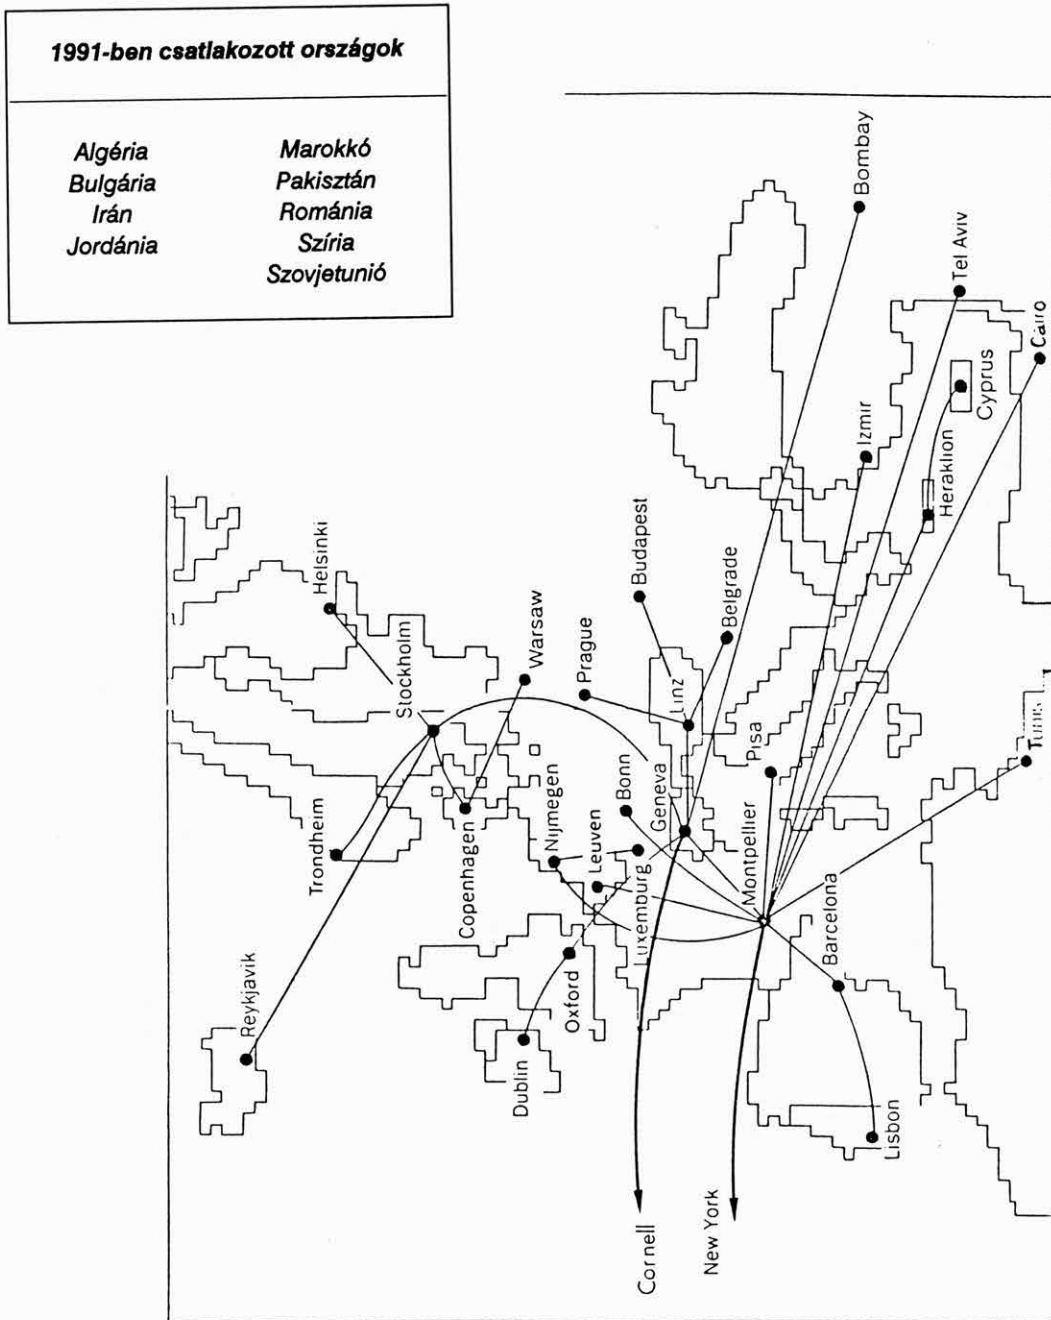 1991-ben csatlakozott országok
Algéria
Bulgária
Irán
Jordánia
Marokkó
Pakisztán
Románia
Szíria
Szovjetunió
Reykjavik
Trondheim
Helsinki
Stockholm
Copenhagen
Warsaw
Dublin
Oxford
Nijmegen
Leuven
Luxemburg
Bonn
Geneva
Prague
Linz
Budapest
Belgrade
Bombay
Cornell
New York
Montpellier
Pisa
Barcelona
Lisbon
Izmir
Heraklion
Tel Aviv
Cyprus
Cairo
Tunis